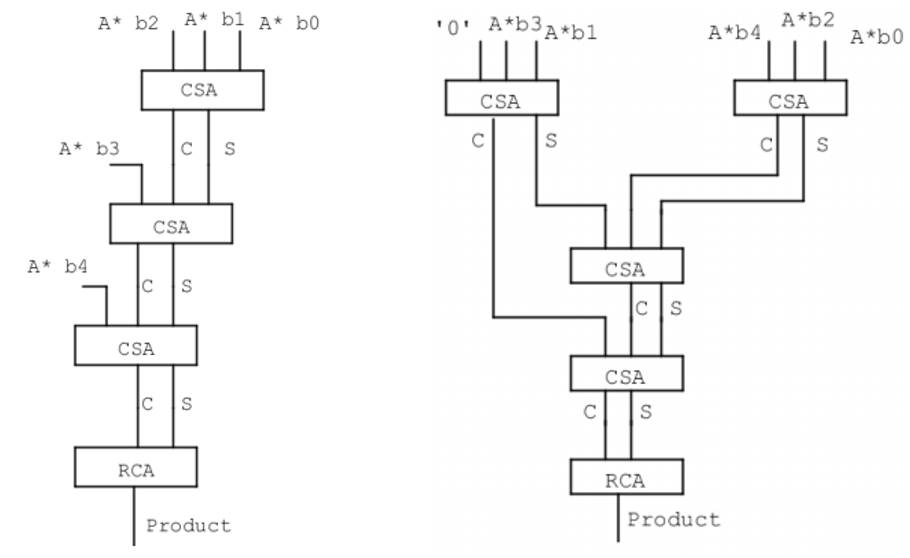 A* b2 A* b1 A* b0
CSA
C S
A* b3
CSA
A* b4
C S
CSA
C S
RCA
Product
'0' A*b3 A*b1
CSA
C S
A*b4 A*b2 A*b0
CSA
C S
CSA
C S
CSA
C S
RCA
Product